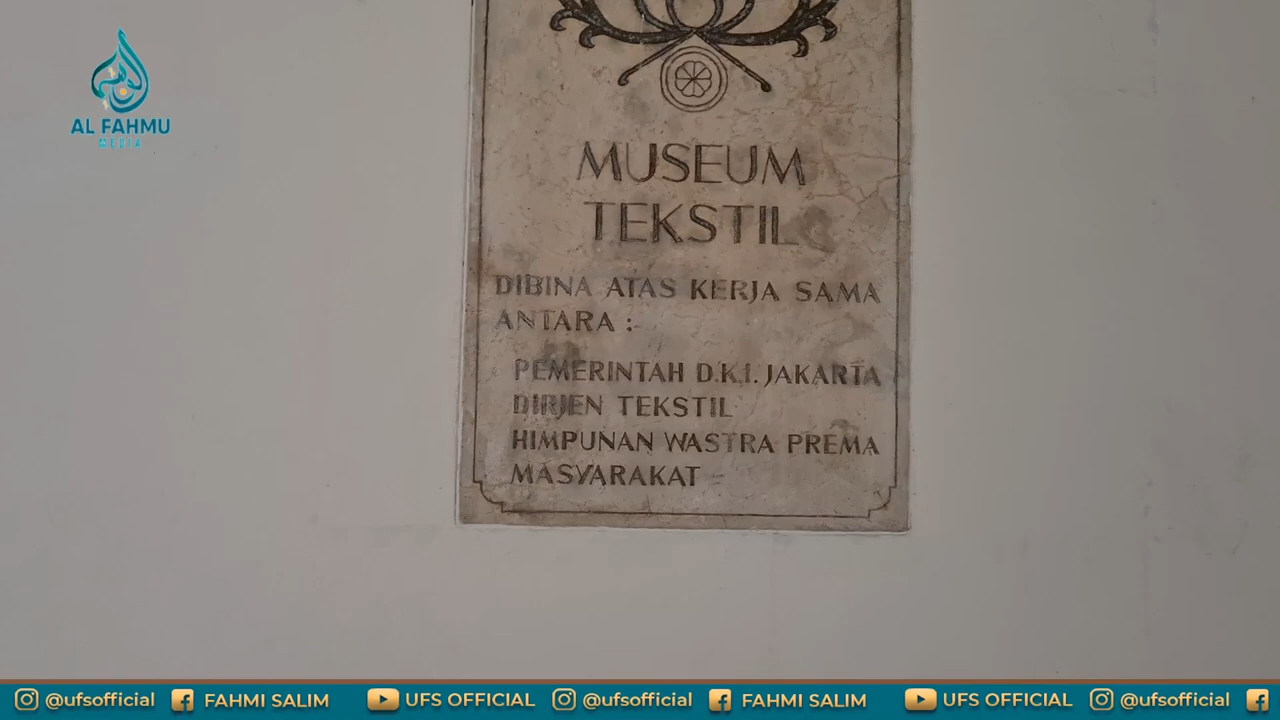 AL FAHMU
MEDIA
MUSEUM
TEKSTIL
DIBINA ATAS KERJA SAMA
ANTARA :
PEMERINTAH D.K.I. JAKARTA
DIRJEN TEKSTIL
HIMPUNAN WASTRA PREMA
MASYARAKAT
@ufsofficial FAHMI SALIM UFS OFFICIAL @ufsofficial FAHMI SALIM UFS OFFICIAL @ufsofficial